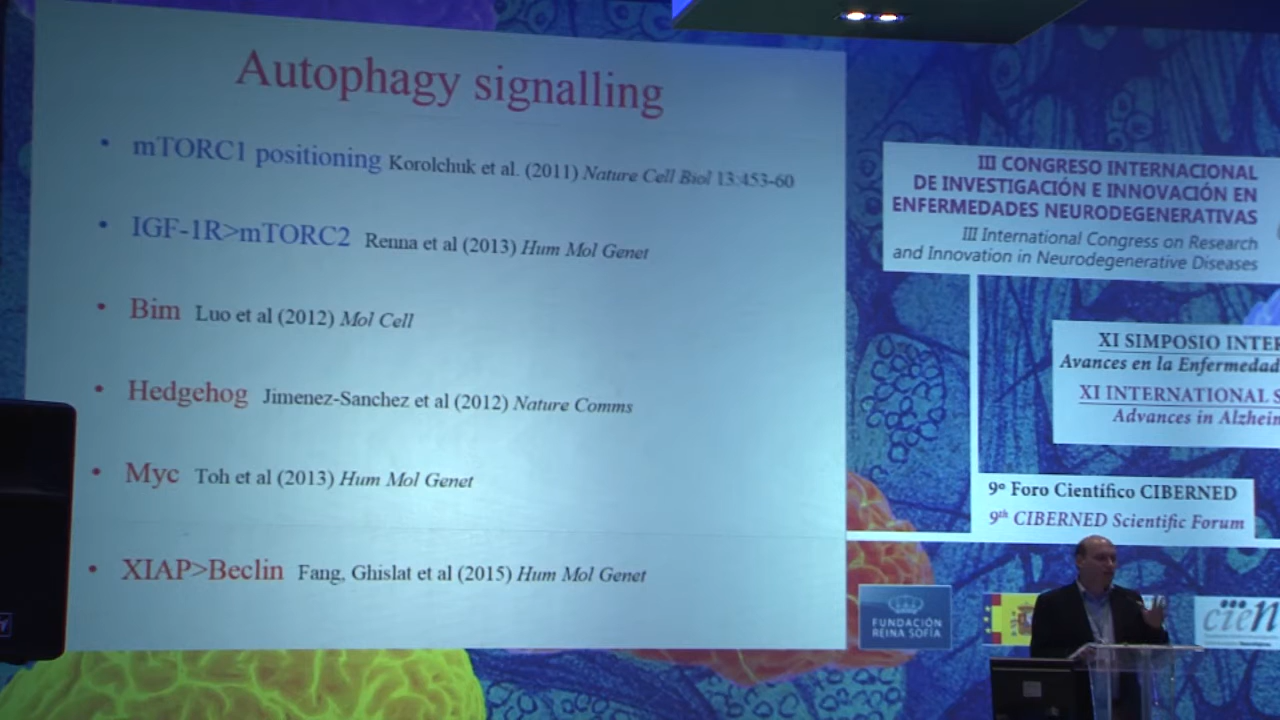 Autophagy signalling
• mTORC1 positioning Korolchuk et al. (2011) Nature Cell Biol 13:453-60
• IGF-1R>mTORC2 Renna et al (2013) Hum Mol Genet
• Bim Luo et al (2012) Mol Cell
• Hedgehog Jimenez-Sanchez et al (2012) Nature Comms
• Myc Toh et al (2013) Hum Mol Genet
• XIAP>Beclin Fang, Ghislat et al (2015) Hum Mol Genet
III CONGRESO INTERNACIONAL
DE INVESTIGACIÓN E INNOVACIÓN EN
ENFERMEDADES NEURODEGENERATIVAS
III International Congress on Research
and Innovation in Neurodegenerative Diseases
XI SIMPOSIO INTER
Avances en la Enfermedad
XI INTERNATIONAL S
Advances in Alzheim
9º Foro Científico CIBERNED
9th CIBERNED Scientific Forum
FUNDACIÓN
REINA SOFÍA
cien